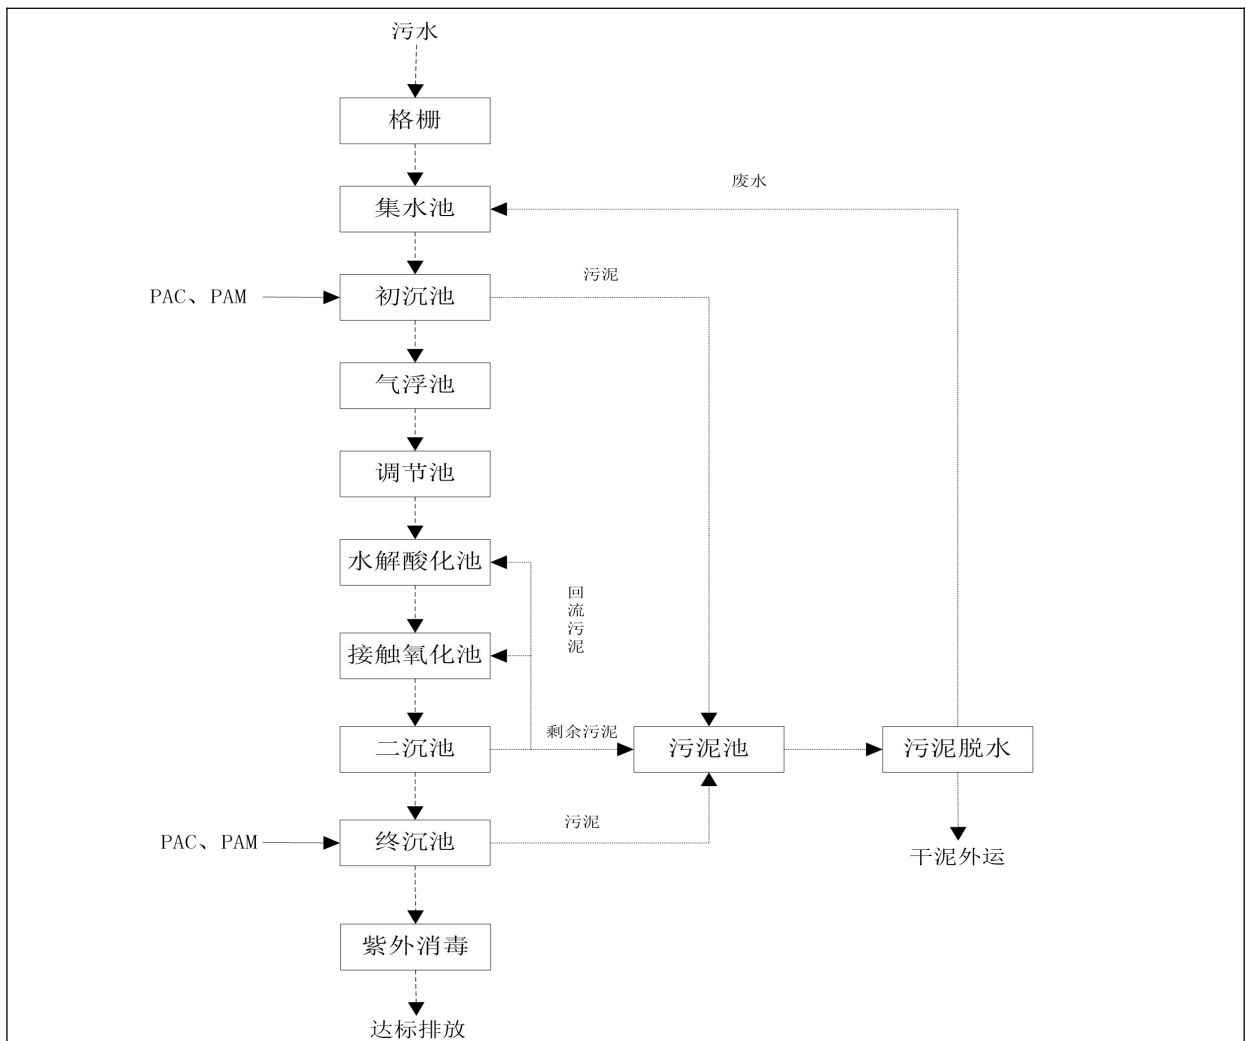 污水
格栅
废水
集水池
污泥
PAC、PAM
初沉池
气浮池
调节池
水解酸化池
回
流
污
泥
接触氧化池
剩余污泥
二沉池
污泥池
污泥脱水
污泥
PAC、PAM
终沉池
干泥外运
紫外消毒
达标排放